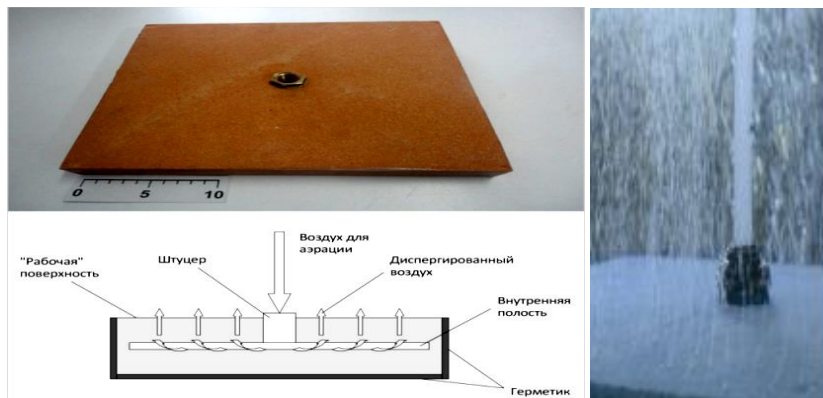 0 5 10
Воздух для
аэрации
"Рабочая"
поверхность
Штуцер
Диспергированный
воздух
Внутренняя
полость
Герметик